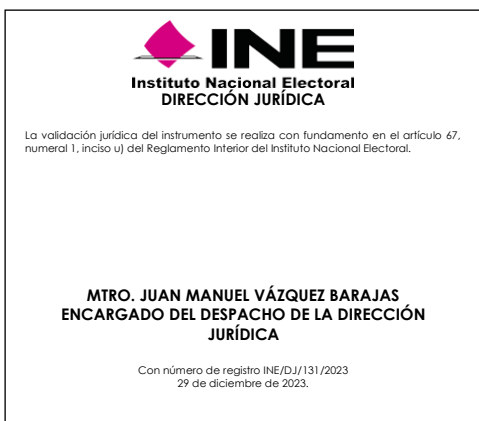 INE
Instituto Nacional Electoral
DIRECCIÓN JURÍDICA
La validación jurídica del instrumento se realiza con fundamento en el artículo 67,
numeral 1, inciso u) del Reglamento Interior del Instituto Nacional Electoral.
MTRO. JUAN MANUEL VÁZQUEZ BARAJAS
ENCARGADO DEL DESPACHO DE LA DIRECCIÓN
JURÍDICA
Con número de registro INE/DJ/131/2023
29 de diciembre de 2023.